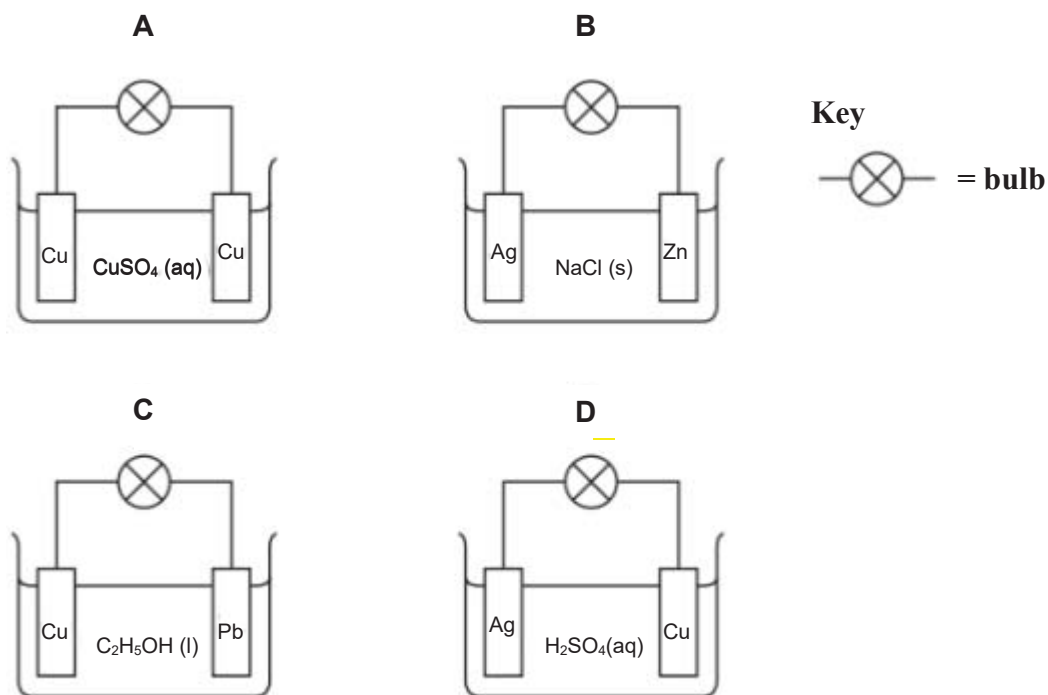 A
B
Key
= bulb
Cu
CuSO₄ (aq)
Cu
Ag
NaCl (s)
Zn
C
D
Cu
C₂H₅OH (l)
Pb
Ag
H₂SO₄(aq)
Cu